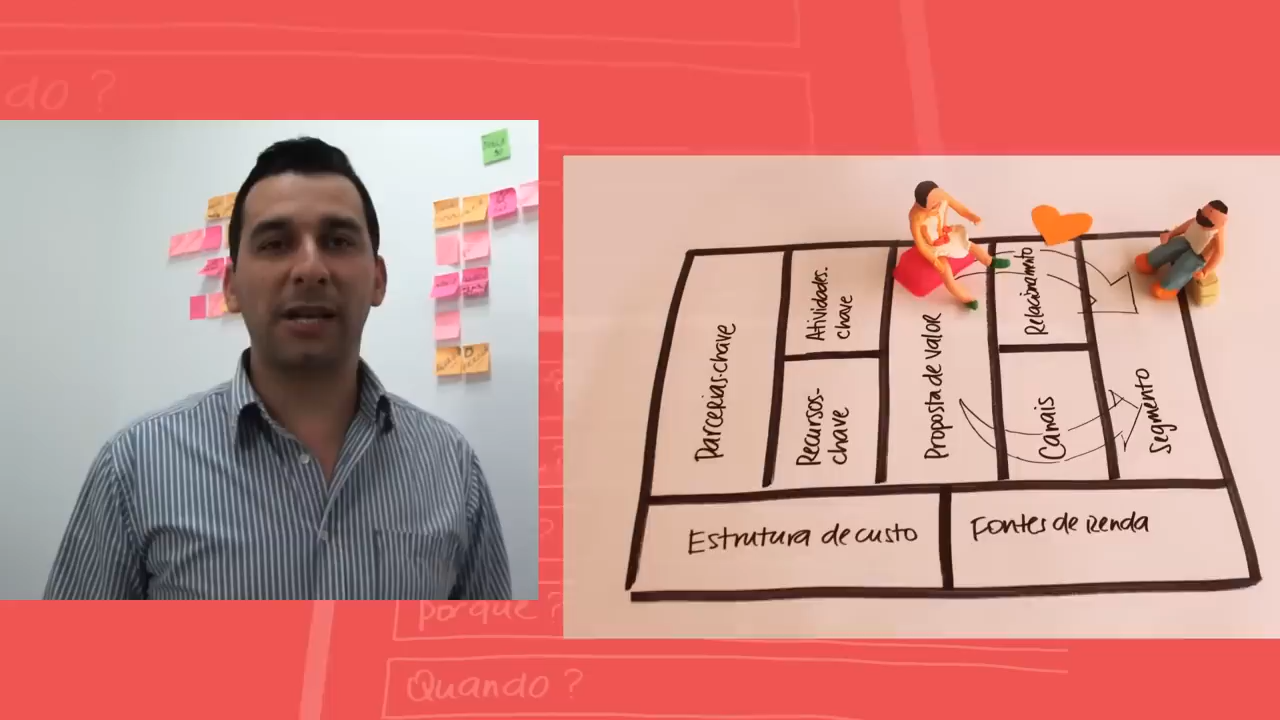 do ?
Parcerias-chave
Atividades-
chave
Recursos-
chave
Proposta de valor
Relacionamento
Canais
Segmento
Estrutura de custo
Fontes de Renda
porque ?
Quando ?